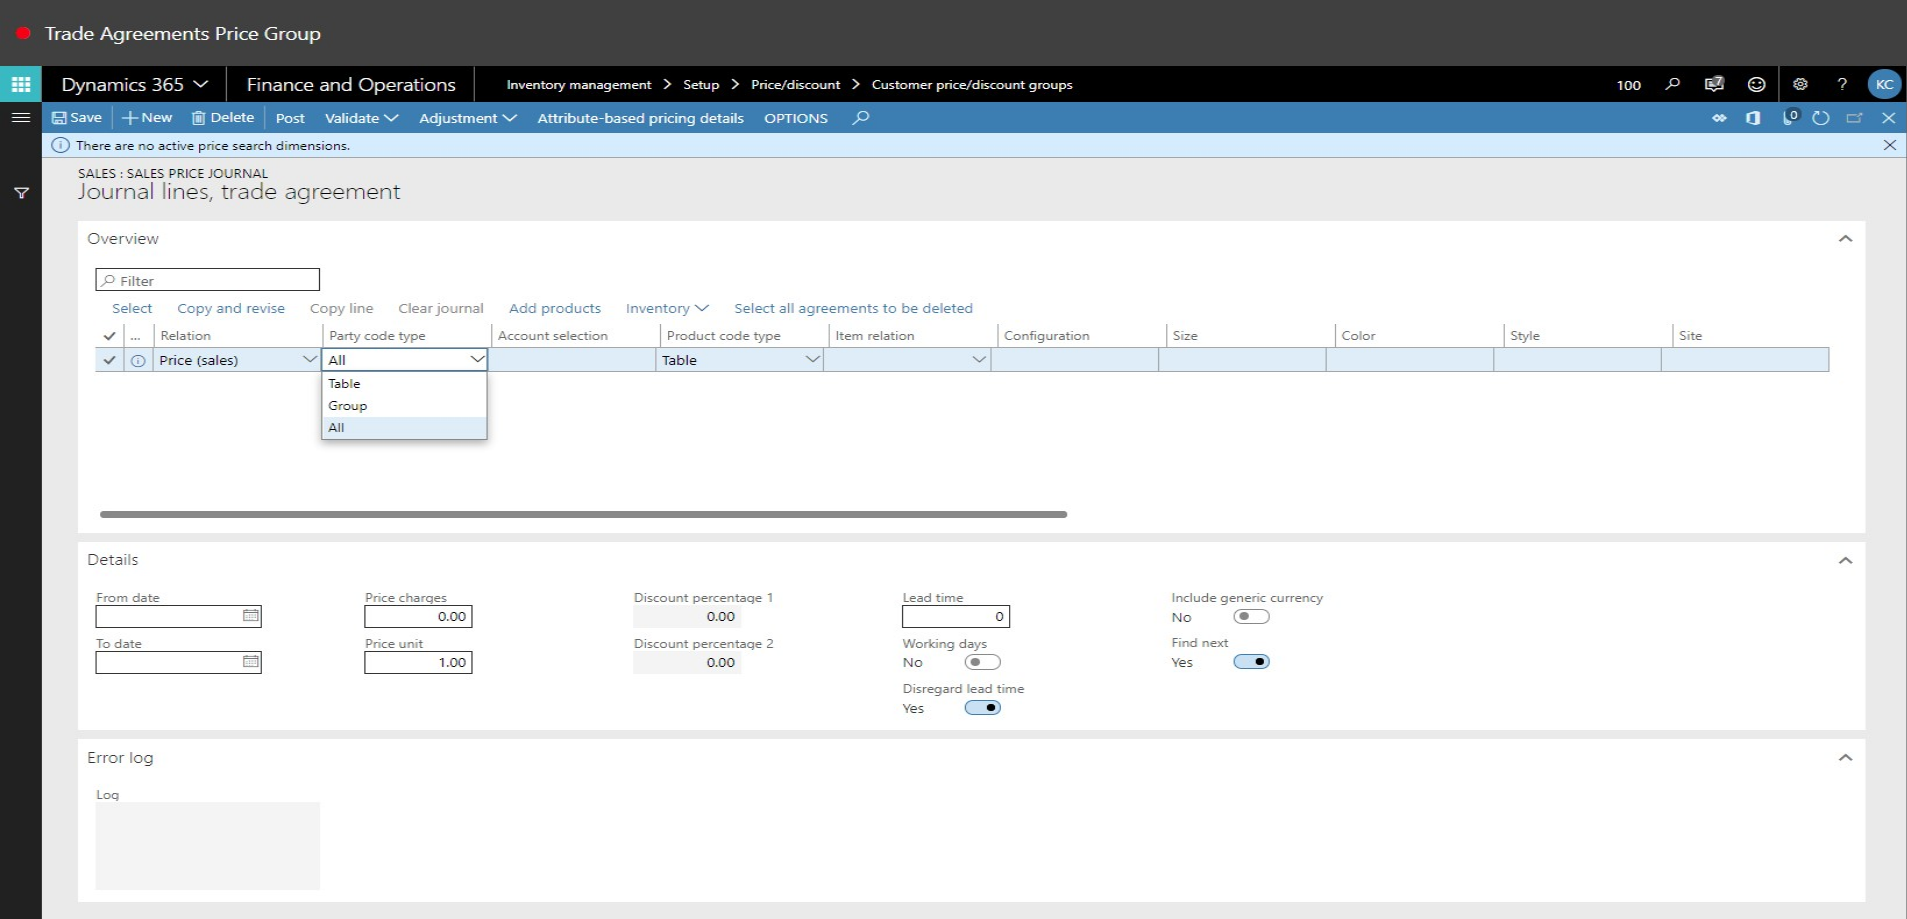 Trade Agreements Price Group
Dynamics 365 Finance and Operations Inventory management > Setup > Price/discount > Customer price/discount groups 100 7 ? KC
Save + New Delete Post Validate Adjustment Attribute-based pricing details OPTIONS 0
There are no active price search dimensions.
SALES : SALES PRICE JOURNAL
Journal lines, trade agreement
Overview
Filter
Select Copy and revise Copy line Clear journal Add products Inventory Select all agreements to be deleted
... Relation Party code type Account selection Product code type Item relation Configuration Size Color Style Site
Price (sales) All Table
Table
Group
All
Details
From date Price charges Discount percentage 1 Lead time Include generic currency
0.00 0.00 0 No
To date Price unit Discount percentage 2 Working days Find next
1.00 0.00 No Yes
Disregard lead time
Yes
Error log
Log